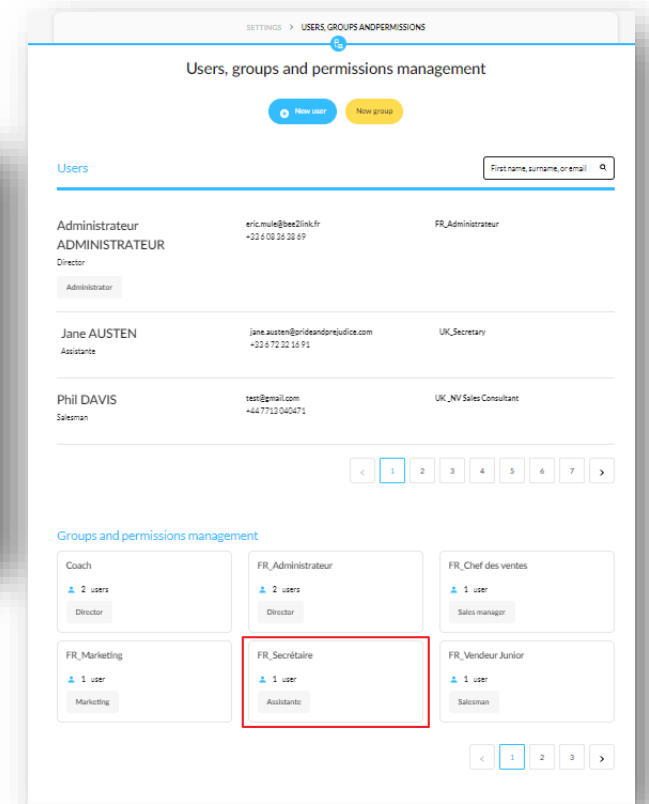 SETTINGS > USERS, GROUPS ANDPERMISSIONS
Users, groups and permissions management
New user New group
Users First name, surname, or email
Administrateur ADMINISTRATEUR eric.mule@bee2link.fr FR_Administrateur
+33 6 08 36 38 69
Director
Administrator
Jane AUSTEN jane.austen@prideandprejudice.com UK_Secretary
+33 6 72 32 16 91
Assistante
Phil DAVIS test@gmail.com UK _NV Sales Consultant
+44 7713 040471
Salesman
< 1 2 3 4 5 6 7 >
Groups and permissions management
Coach FR_Administrateur FR_Chef des ventes
2 users 2 users 1 user
Director Director Sales manager
FR_Marketing FR_Secrétaire FR_Vendeur Junior
1 user 1 user 1 user
Marketing Assistante Salesman
< 1 2 3 >